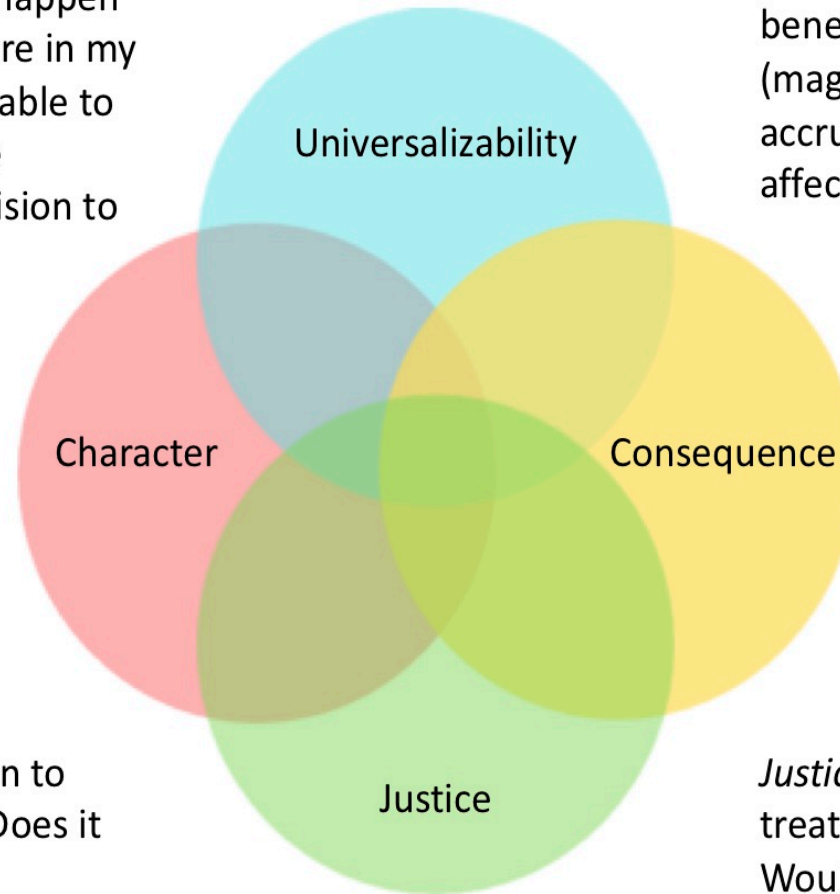 re in my
able to
ision to
bene
(mag
accru
affec
Universalizability
Character
Consequence
Justice
n to
Does it
Justic
treat
Wou